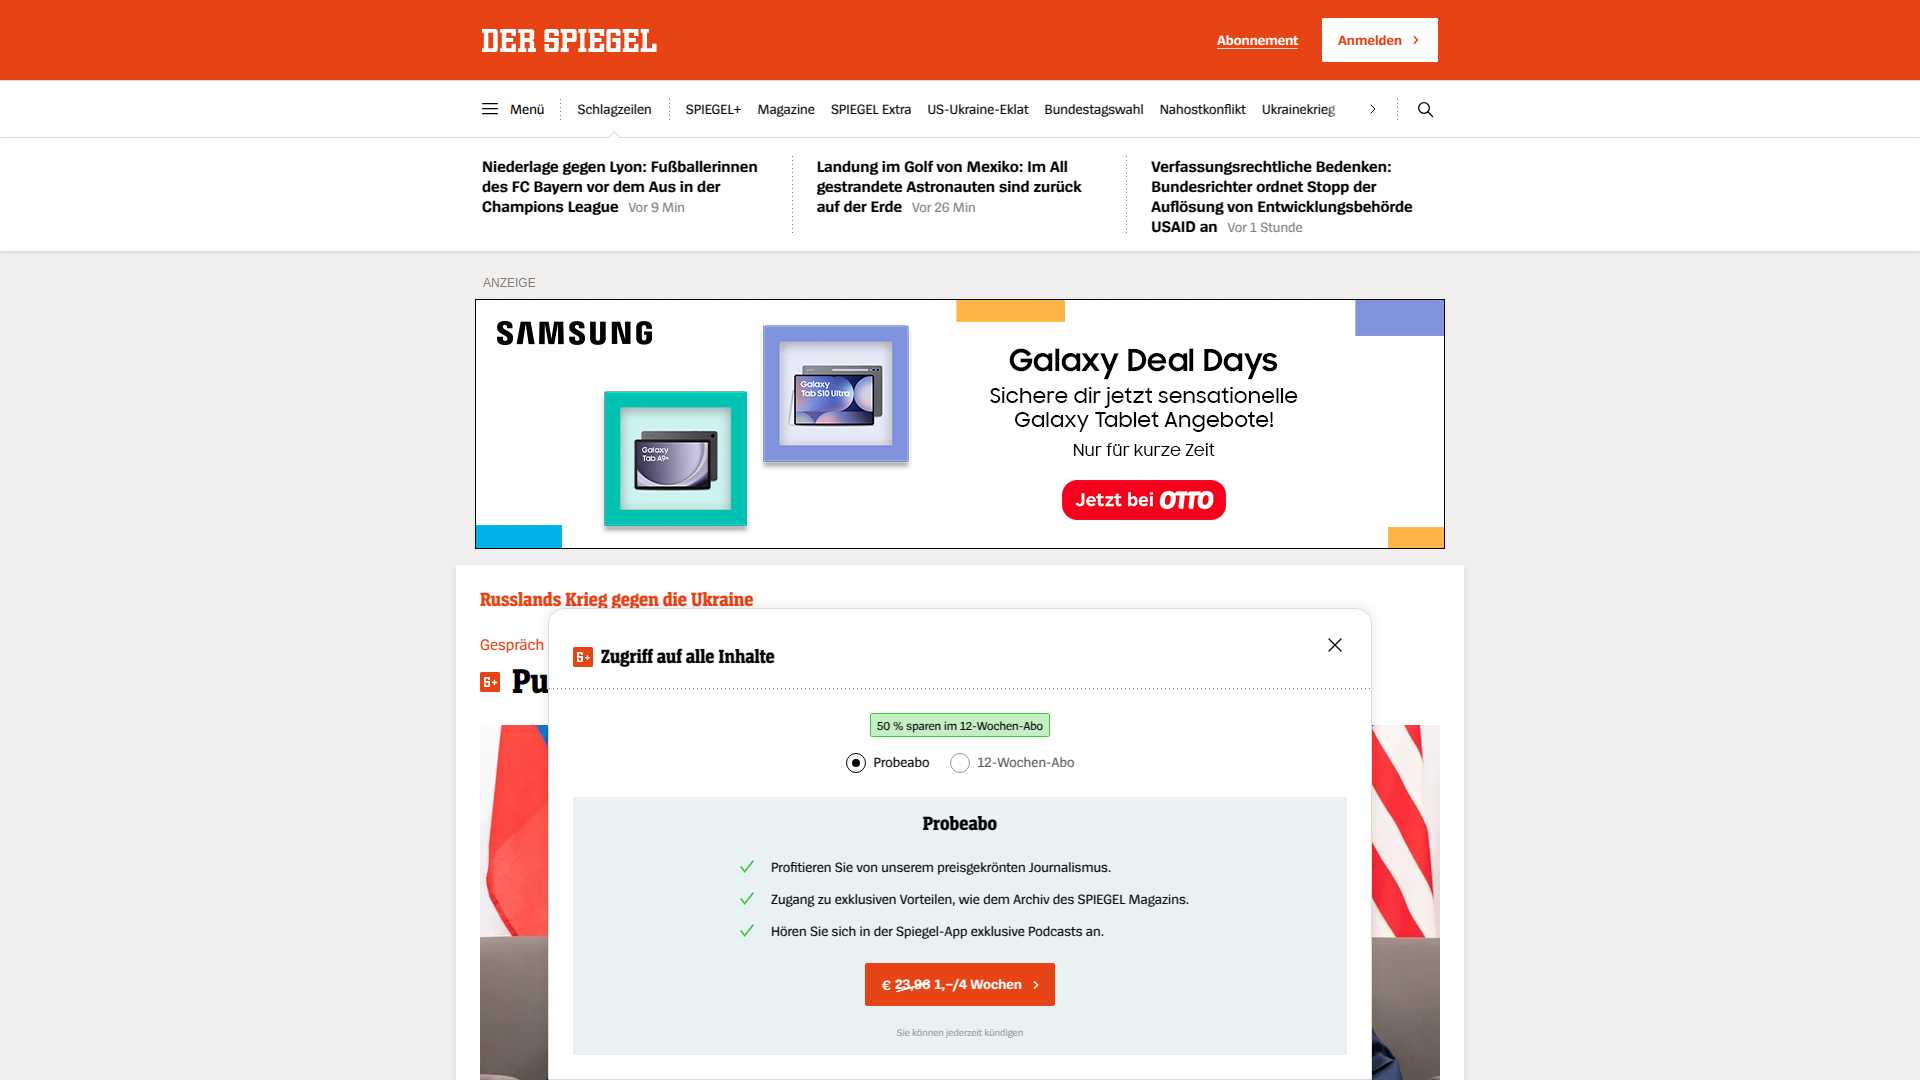 DER SPIEGEL
Abonnement
Anmelden
Menü
Schlagzeilen
SPIEGEL+
Magazine
SPIEGEL Extra
US-Ukraine-Eklat
Bundestagswahl
Nahostkonflikt
Ukrainekrieg
Niederlage gegen Lyon: Fußballerinnen
des FC Bayern vor dem Aus in der
Champions League Vor 9 Min
Landung im Golf von Mexiko: Im All
gestrandete Astronauten sind zurück
auf der Erde Vor 26 Min
Verfassungsrechtliche Bedenken:
Bundesrichter ordnet Stopp der
Auflösung von Entwicklungsbehörde
USAID an Vor 1 Stunde
ANZEIGE
SAMSUNG
Galaxy
Tab S10 Ultra
Galaxy
Tab A9+
Galaxy Deal Days
Sichere dir jetzt sensationelle
Galaxy Tablet Angebote!
Nur für kurze Zeit
Jetzt bei OTTO
Russlands Krieg gegen die Ukraine
Gespräch
S+ Pu
S+ Zugriff auf alle Inhalte
50 % sparen im 12-Wochen-Abo
Probeabo
12-Wochen-Abo
Probeabo
Profitieren Sie von unserem preisgekrönten Journalismus.
Zugang zu exklusiven Vorteilen, wie dem Archiv des SPIEGEL Magazins.
Hören Sie sich in der Spiegel-App exklusive Podcasts an.
€ 23,96 1,–/4 Wochen
Sie können jederzeit kündigen